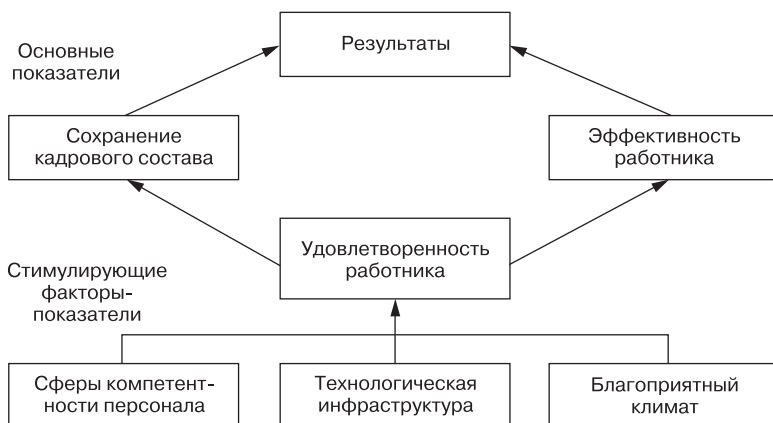 Результаты
Основные
показатели
Сохранение
кадрового состава
Эффективность
работника
Удовлетворенность
работника
Стимулирующие
факторы-
показатели
Сферы компетент-
ности персонала
Технологическая
инфраструктура
Благоприятный
климат